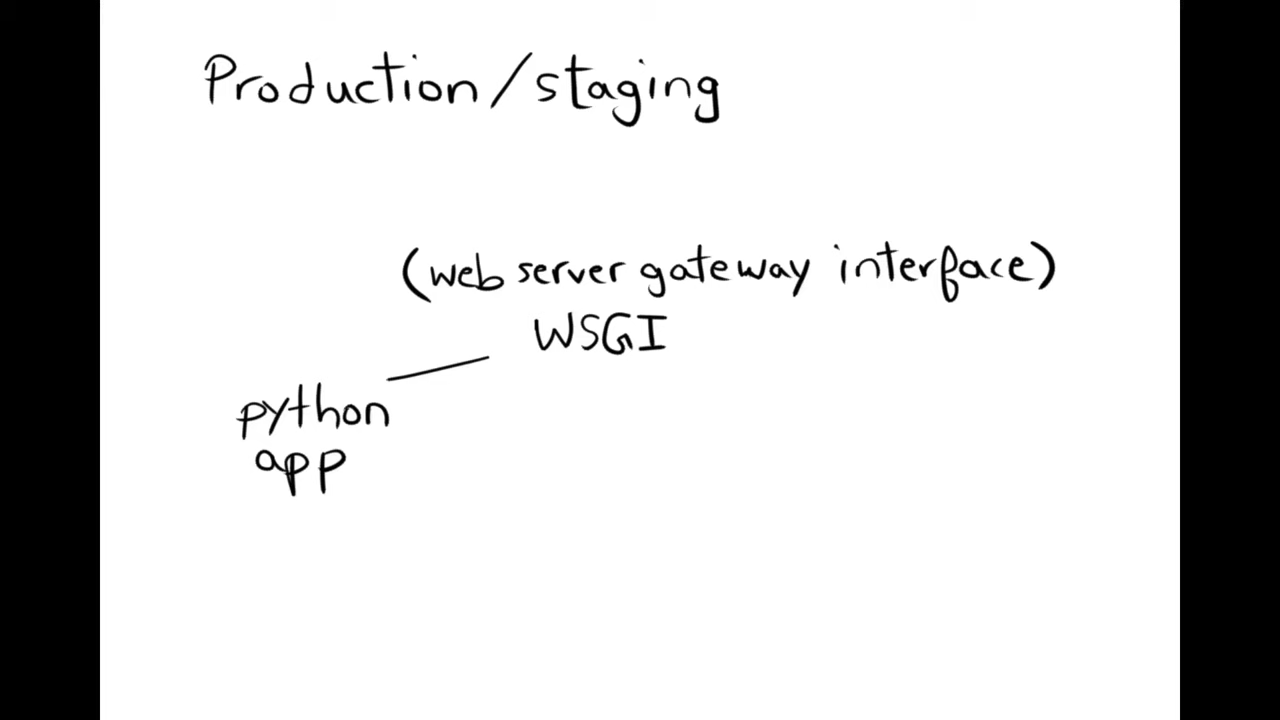 Production/staging
(web server gateway interface)
WSGI
python
app